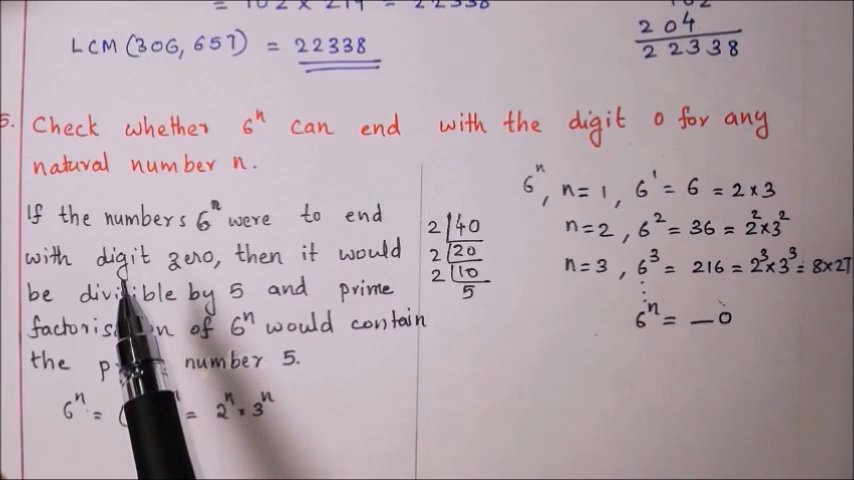 = 102 × 219 = 22338
LCM (306, 657) = 22338
204
22338
5. Check whether 6ⁿ can end with the digit 0 for any
natural number n.
If the numbers 6ⁿ were to end
with digit zero, then it would
be divisible by 5 and prime
factorisation of 6ⁿ would contain
the number 5.
6ⁿ = ( = 2ⁿ × 3ⁿ
2 40
2 20
2 10
5
6ⁿ, n = 1, 6¹ = 6 = 2 × 3
n = 2, 6² = 36 = 2² × 3²
n = 3, 6³ = 216 = 2³ × 3³ = 8 × 27
⋮
6ⁿ = _ 0